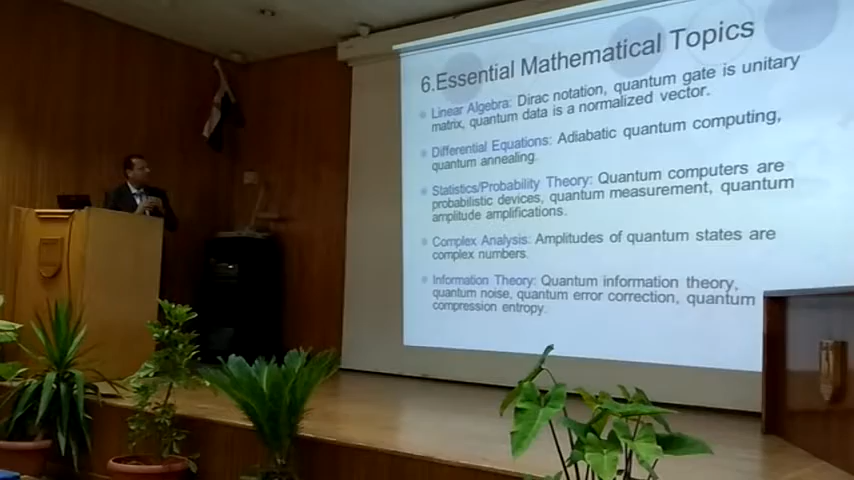 6.Essential Mathematical Topics
Linear Algebra: Dirac notation, quantum gate is unitary
matrix, quantum data is a normalized vector.
Differential Equations: Adiabatic quantum computing,
quantum annealing.
Statistics/Probability Theory: Quantum computers are
probabilistic devices, quantum measurement, quantum
amplitude amplifications.
Complex Analysis: Amplitudes of quantum states are
complex numbers.
Information Theory: Quantum information theory,
quantum noise, quantum error correction, quantum
compression entropy.